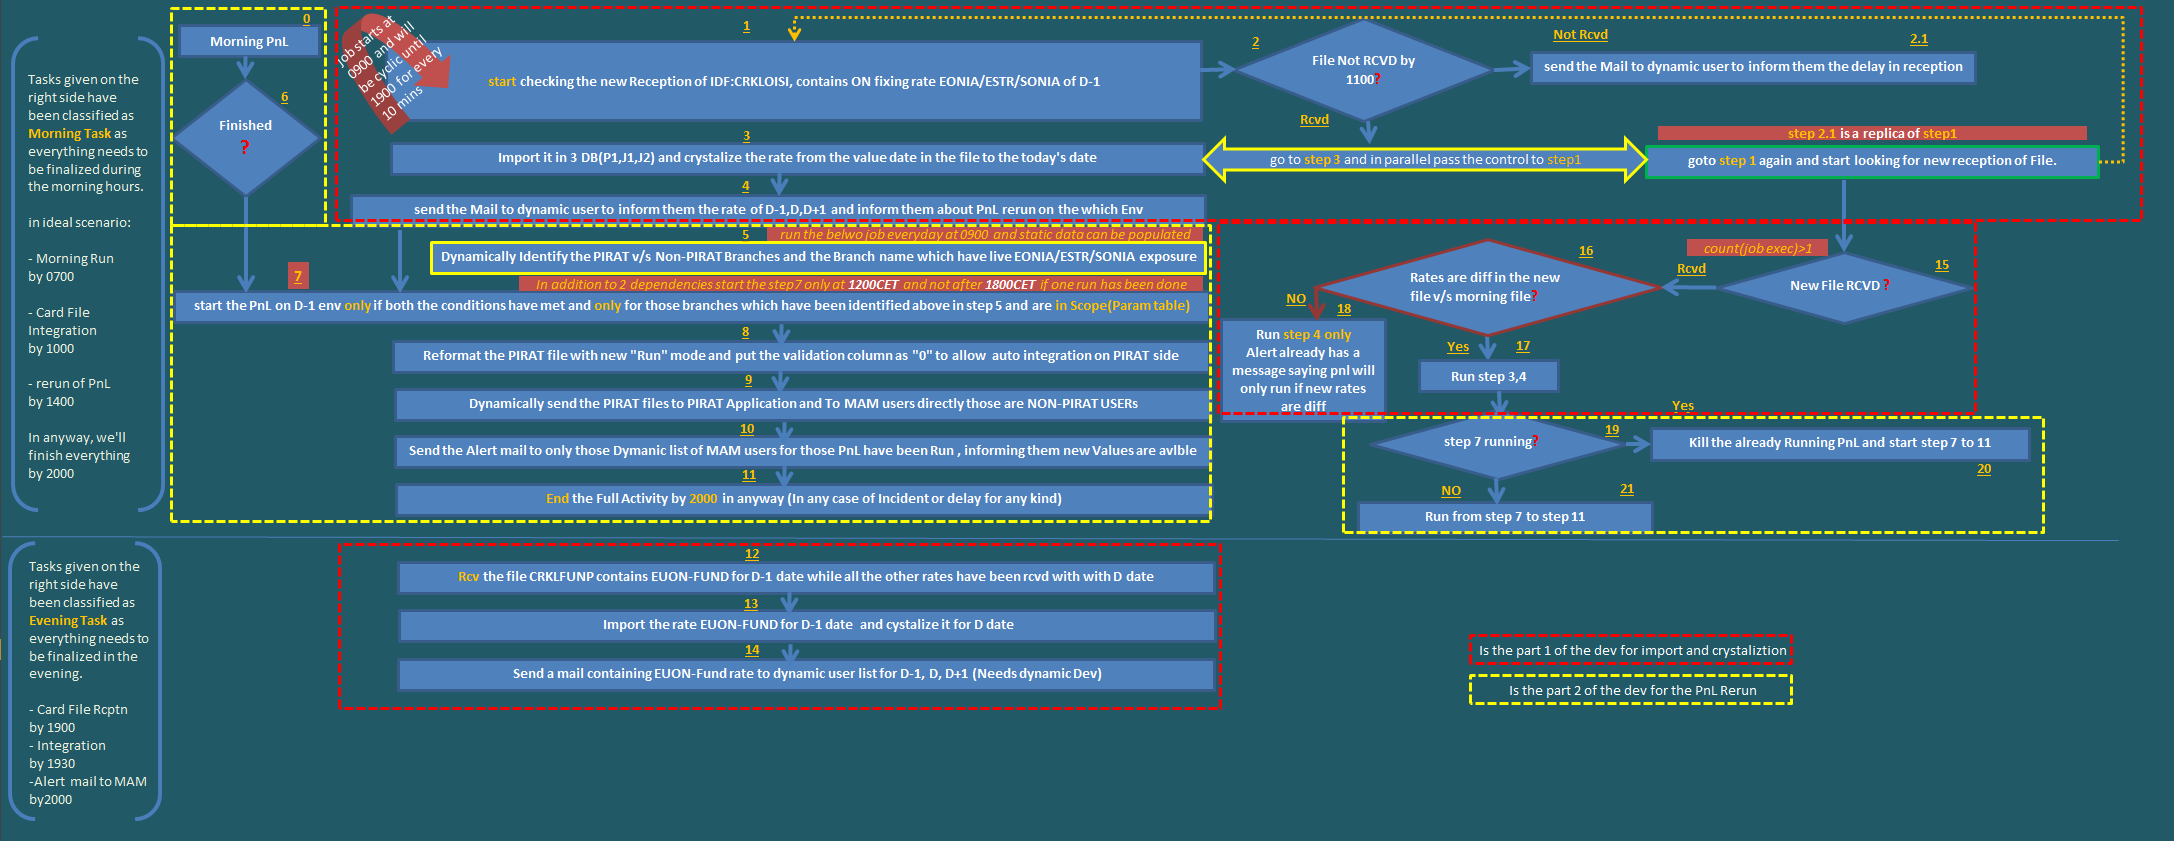 0
Morning PnL
6
Finished
?
Tasks given on the
right side have
been classified as
Morning Task as
everything needs to
be finalized during
the morning hours.
in ideal scenario:
- Morning Run
by 0700
- Card File
Integration
by 1000
- rerun of PnL
by 1400
In anyway, we'll
finish everything
by 2000
Job starts at
0900 and will
be cyclic until
1900 for every
10 mins
1
start checking the new Reception of IDF:CRKLOISI, contains ON fixing rate EONIA/ESTR/SONIA of D-1
2
File Not RCVD by
1100?
Not Rcvd
2.1
send the Mail to dynamic user to inform them the delay in reception
Rcvd
3
Import it in 3 DB(P1,J1,J2) and crystalize the rate from the value date in the file to the today's date
go to step 3 and in parallel pass the control to step1
step 2.1 is a replica of step1
goto step 1 again and start looking for new reception of File.
4
send the Mail to dynamic user to inform them the rate of D-1,D,D+1 and inform them about PnL rerun on the which Env
5
run the belwo job everyday at 0900 and static data can be populated
Dynamically Identify the PIRAT v/s Non-PIRAT Branches and the Branch name which have live EONIA/ESTR/SONIA exposure
7
In addition to 2 dependencies start the step7 only at 1200CET and not after 1800CET if one run has been done
start the PnL on D-1 env only if both the conditions have met and only for those branches which have been identified above in step 5 and are in Scope(Param table)
8
Reformat the PIRAT file with new "Run" mode and put the validation column as "0" to allow auto integration on PIRAT side
9
Dynamically send the PIRAT files to PIRAT Application and To MAM users directly those are NON-PIRAT USERs
10
Send the Alert mail to only those Dymanic list of MAM users for those PnL have been Run , informing them new Values are avlble
11
End the Full Activity by 2000 in anyway (In any case of Incident or delay for any kind)
count(job exec)>1
15
New File RCVD ?
Rcvd
16
Rates are diff in the new
file v/s morning file?
NO
18
Run step 4 only
Alert already has a
message saying pnl will
only run if new rates
are diff
Yes
17
Run step 3,4
19
step 7 running?
Yes
Kill the already Running PnL and start step 7 to 11
20
NO
21
Run from step 7 to step 11
Tasks given on the
right side have
been classified as
Evening Task as
everything needs to
be finalized in the
evening.
- Card File Rcptn
by 1900
- Integration
by 1930
-Alert mail to MAM
by2000
12
Rcv the file CRKLFUNP contains EUON-FUND for D-1 date while all the other rates have been rcvd with with D date
13
Import the rate EUON-FUND for D-1 date and cystalize it for D date
14
Send a mail containing EUON-Fund rate to dynamic user list for D-1, D, D+1 (Needs dynamic Dev)
Is the part 1 of the dev for import and crystaliztion
Is the part 2 of the dev for the PnL Rerun